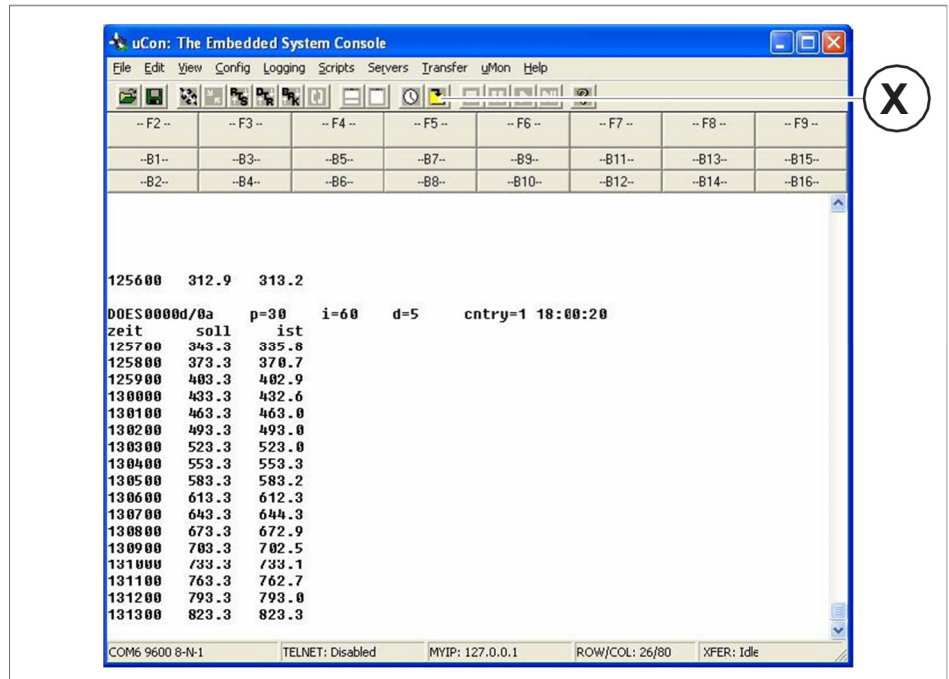 uCon: The Embedded System Console
File Edit View Config Logging Scripts Servers Transfer uMon Help
RTS DTR BRK
X
-- F2 -- -- F3 -- -- F4 -- -- F5 -- -- F6 -- -- F7 -- -- F8 -- -- F9 --
--B1-- --B3-- --B5-- --B7-- --B9-- --B11-- --B13-- --B15--
--B2-- --B4-- --B6-- --B8-- --B10-- --B12-- --B14-- --B16--
125600 312.9 313.2
DOES0000d/0a p=30 i=60 d=5 cntry=1 18:00:20
zeit soll ist
125700 343.3 335.8
125800 373.3 370.7
125900 403.3 402.9
130000 433.3 432.6
130100 463.3 463.0
130200 493.3 493.0
130300 523.3 523.0
130400 553.3 553.3
130500 583.3 583.2
130600 613.3 612.3
130700 643.3 644.3
130800 673.3 672.9
130900 703.3 702.5
131000 733.3 733.1
131100 763.3 762.7
131200 793.3 793.0
131300 823.3 823.3
COM6 9600 8-N-1 TELNET: Disabled MYIP: 127.0.0.1 ROW/COL: 26/80 XFER: Idle